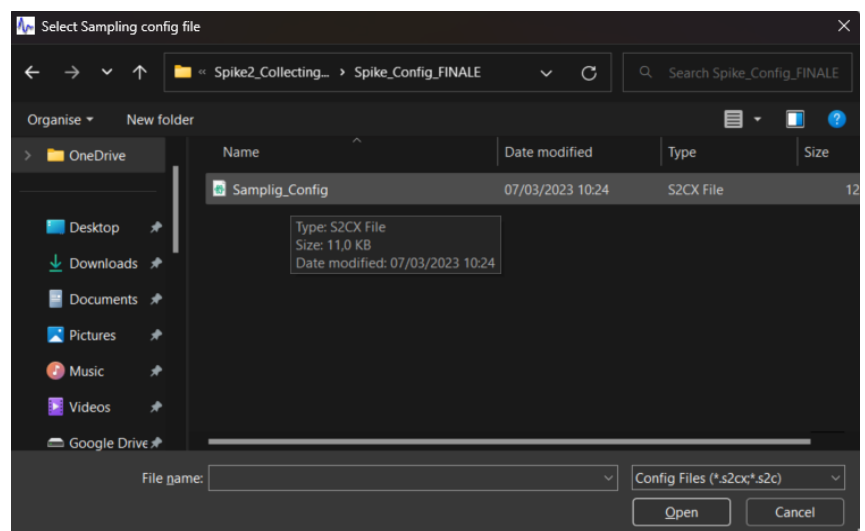 Select Sampling config file
« Spike2_Collecting... › Spike_Config_FINALE
Search Spike_Config_FINALE
Organise
New folder
OneDrive
Name Date modified Type Size
Samplig_Config 07/03/2023 10:24 S2CX File 12
Type: S2CX File
Size: 11,0 KB
Date modified: 07/03/2023 10:24
Desktop
Downloads
Documents
Pictures
Music
Videos
Google Drive
File name:
Config Files (*.s2cx;*.s2c)
Open Cancel